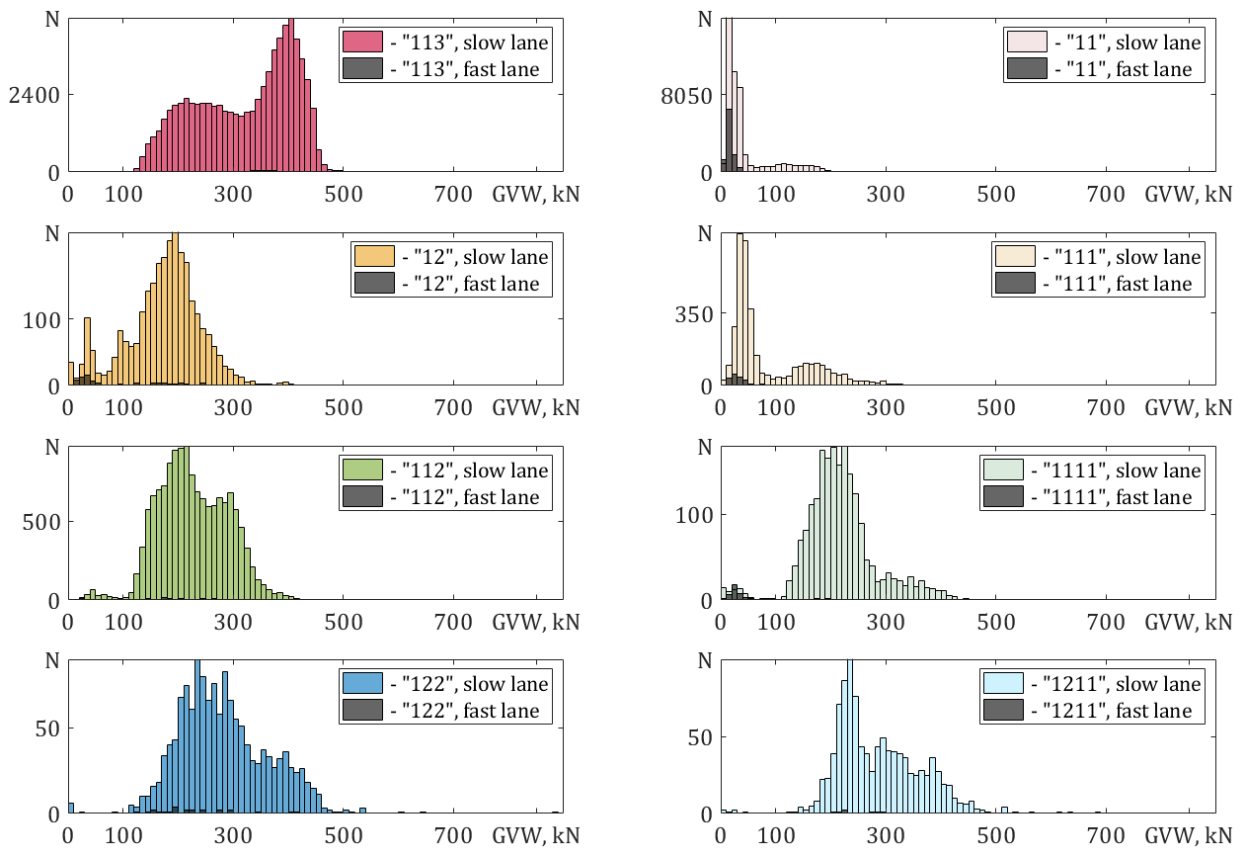 N
- "113", slow lane
- "113", fast lane
2400
0
0 100 300 500 700 GVW, kN
N
- "11", slow lane
- "11", fast lane
8050
0
0 100 300 500 700 GVW, kN
N
- "12", slow lane
- "12", fast lane
100
0
0 100 300 500 700 GVW, kN
N
- "111", slow lane
- "111", fast lane
350
0
0 100 300 500 700 GVW, kN
N
- "112", slow lane
- "112", fast lane
500
0
0 100 300 500 700 GVW, kN
N
- "1111", slow lane
- "1111", fast lane
100
0
0 100 300 500 700 GVW, kN
N
- "122", slow lane
- "122", fast lane
50
0
0 100 300 500 700 GVW, kN
N
- "1211", slow lane
- "1211", fast lane
50
0
0 100 300 500 700 GVW, kN